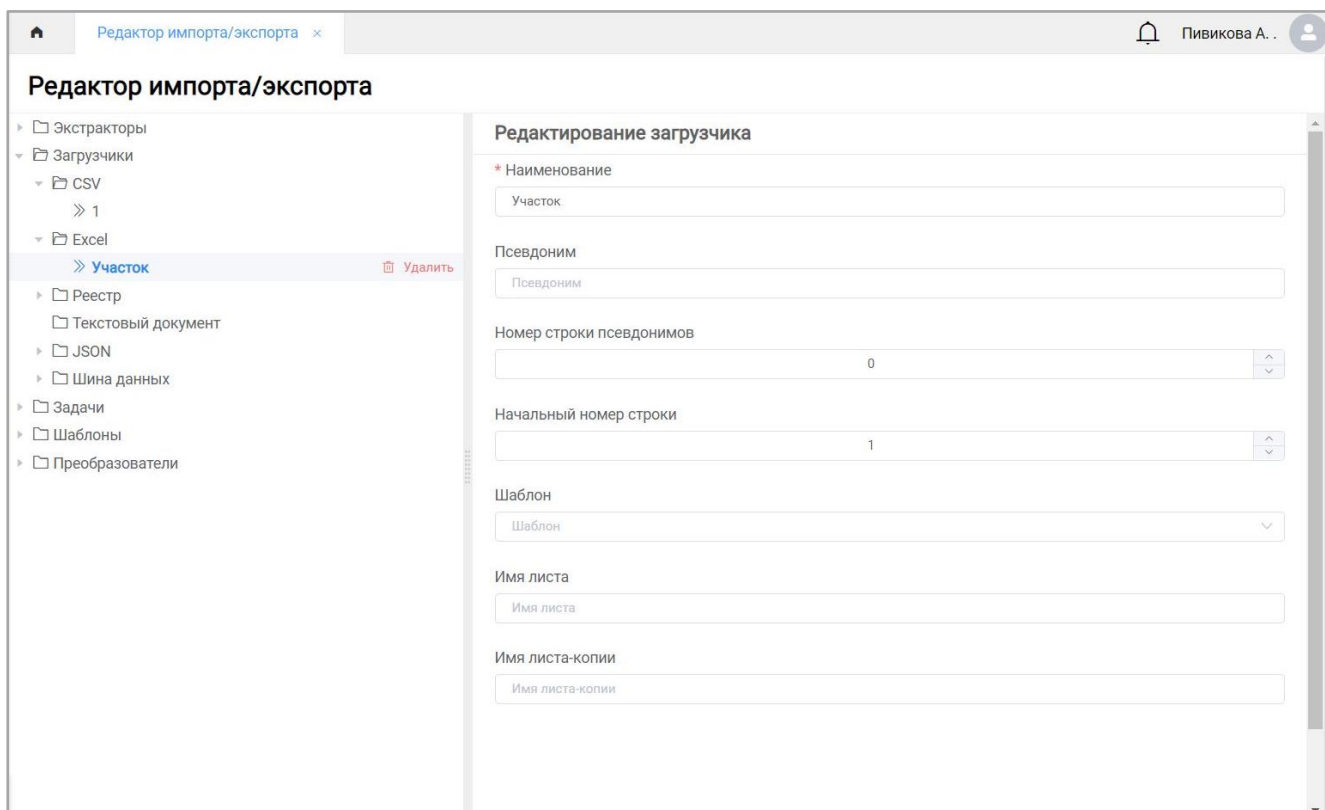 Редактор импорта/экспорта ×
Пивикова А. .
Редактор импорта/экспорта
Экстракторы
Загрузчики
CSV
1
Excel
Участок Удалить
Реестр
Текстовый документ
JSON
Шина данных
Задачи
Шаблоны
Преобразователи
Редактирование загрузчика
* Наименование
Участок
Псевдоним
Псевдоним
Номер строки псевдонимов
0
Начальный номер строки
1
Шаблон
Шаблон
Имя листа
Имя листа
Имя листа-копии
Имя листа-копии